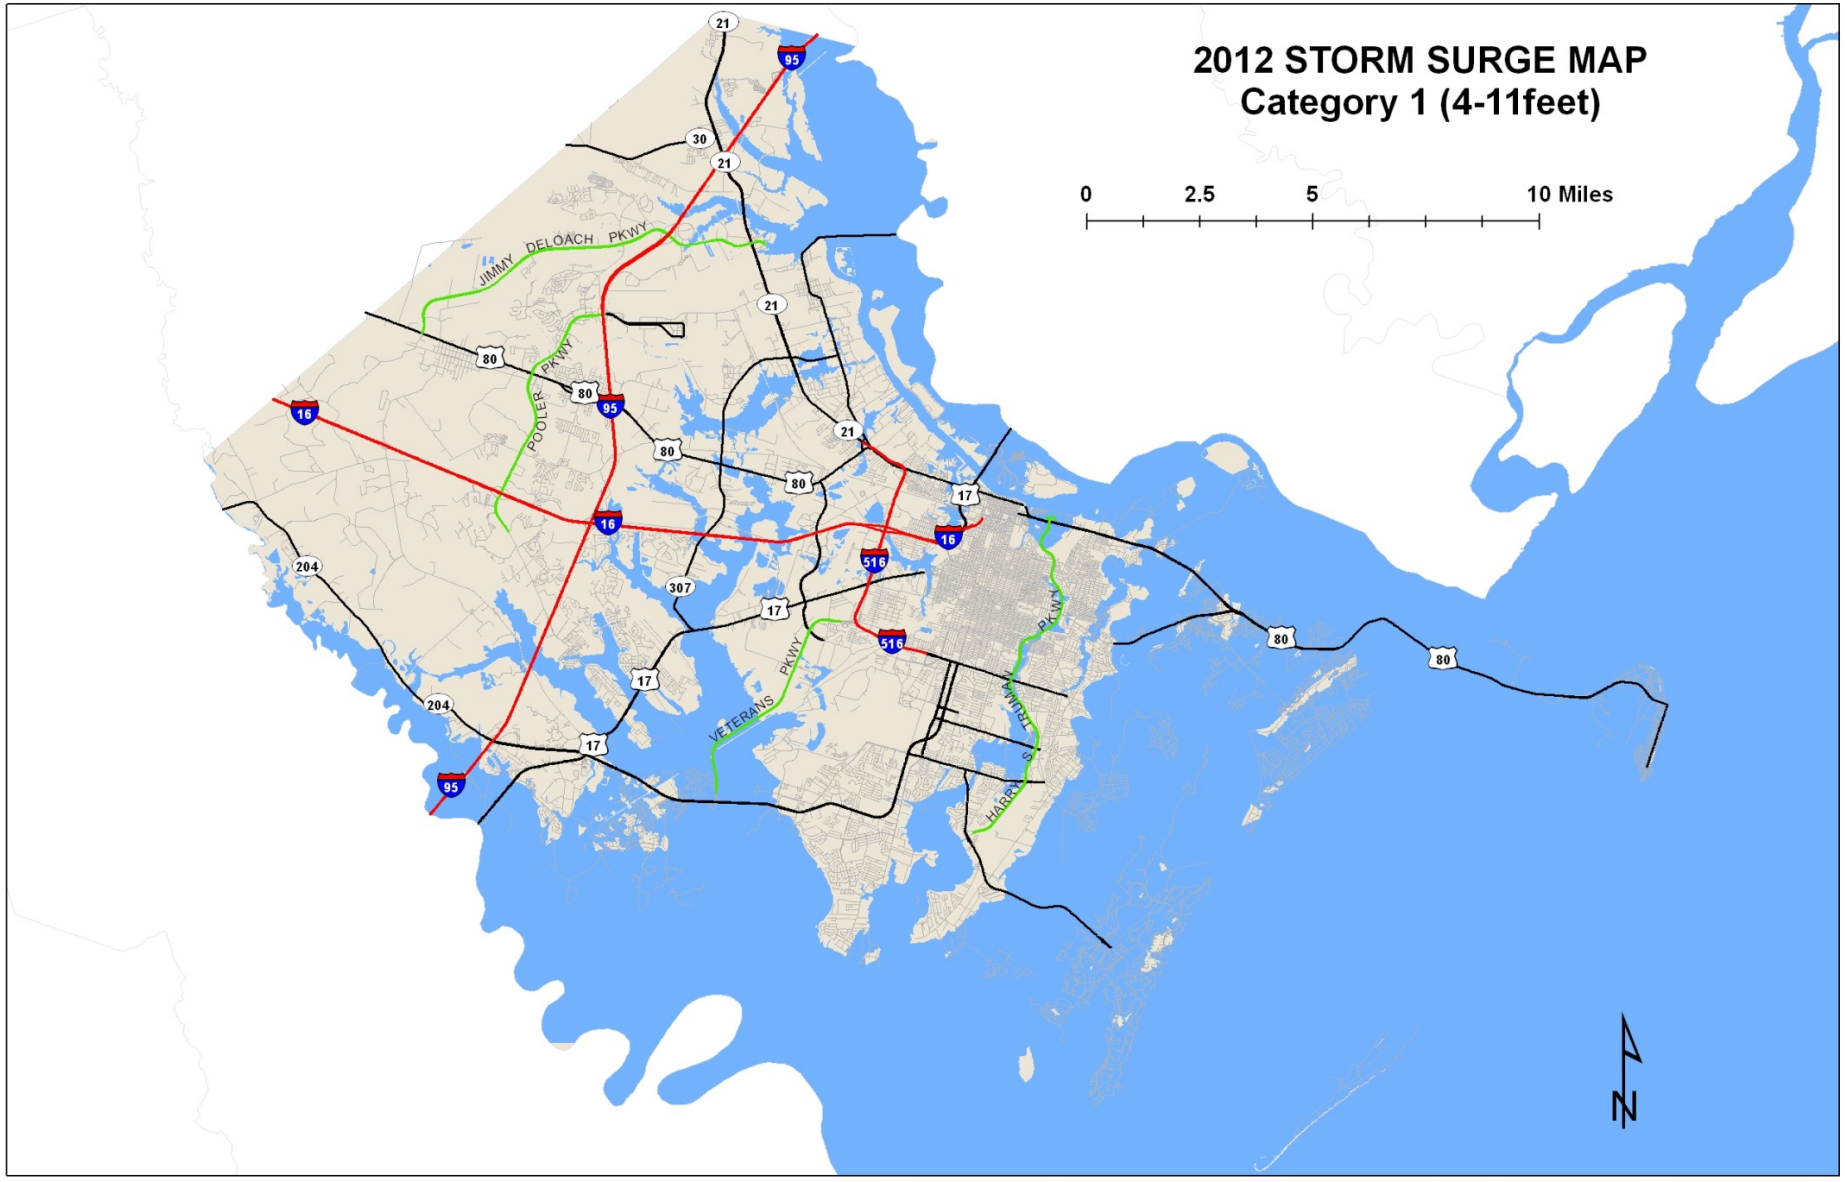 2012 STORM SURGE MAP
Category 1 (4-11feet)
0 2.5 5 10 Miles
21
95
30
21
JIMMY DELOACH PKWY
21
80
POOLER PKWY
80
95
16
21
80
80
17
16
16
516
204
307
17
PKWY
80
516
VETERANS PKWY
80
17
204
HARRY S TRUMAN
17
95
N